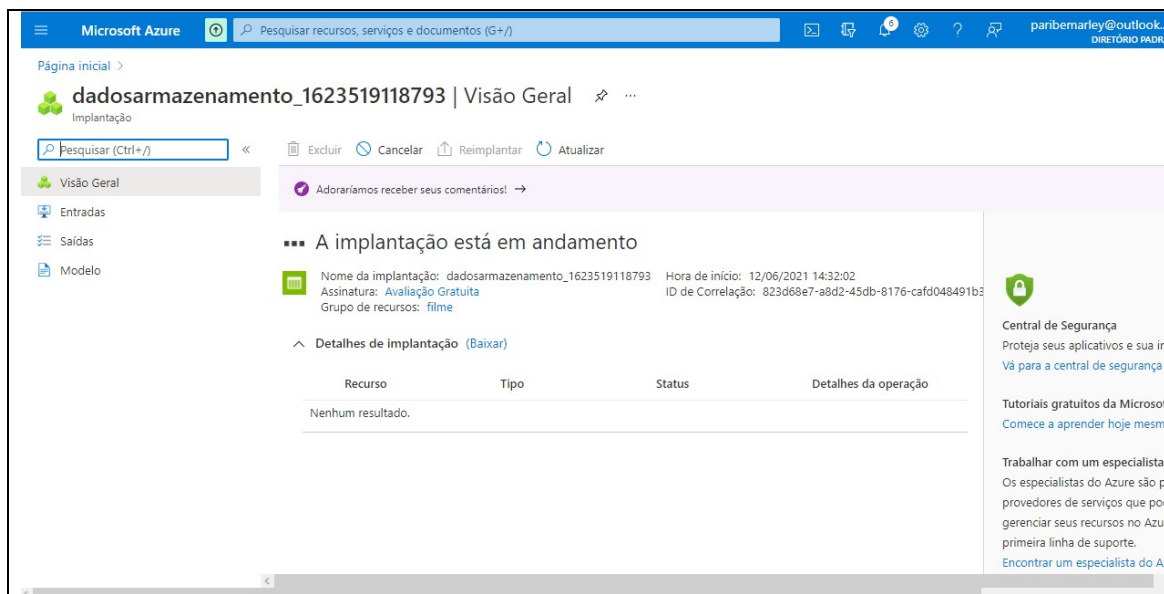 Microsoft Azure
Pesquisar recursos, serviços e documentos (G+/)
6
paribemarley@outlook...
DIRETÓRIO PADR
Página inicial >
dadosarmazenamento_1623519118793 | Visão Geral
Implantação
Pesquisar (Ctrl+/)
Excluir Cancelar Reimplantar Atualizar
Visão Geral
Entradas
Saídas
Modelo
Adoraríamos receber seus comentários! →
A implantação está em andamento
Nome da implantação: dadosarmazenamento_1623519118793 Hora de início: 12/06/2021 14:32:02
Assinatura: Avaliação Gratuita ID de Correlação: 823d68e7-a8d2-45db-8176-cafd048491b3
Grupo de recursos: filme
Detalhes de implantação (Baixar)
Recurso Tipo Status Detalhes da operação
Nenhum resultado.
Central de Segurança
Proteja seus aplicativos e sua in
Vá para a central de segurança
Tutoriais gratuitos da Microsof
Comece a aprender hoje mesm
Trabalhar com um especialista
Os especialistas do Azure são p
provedores de serviços que po
gerenciar seus recursos no Azu
primeira linha de suporte.
Encontrar um especialista do A